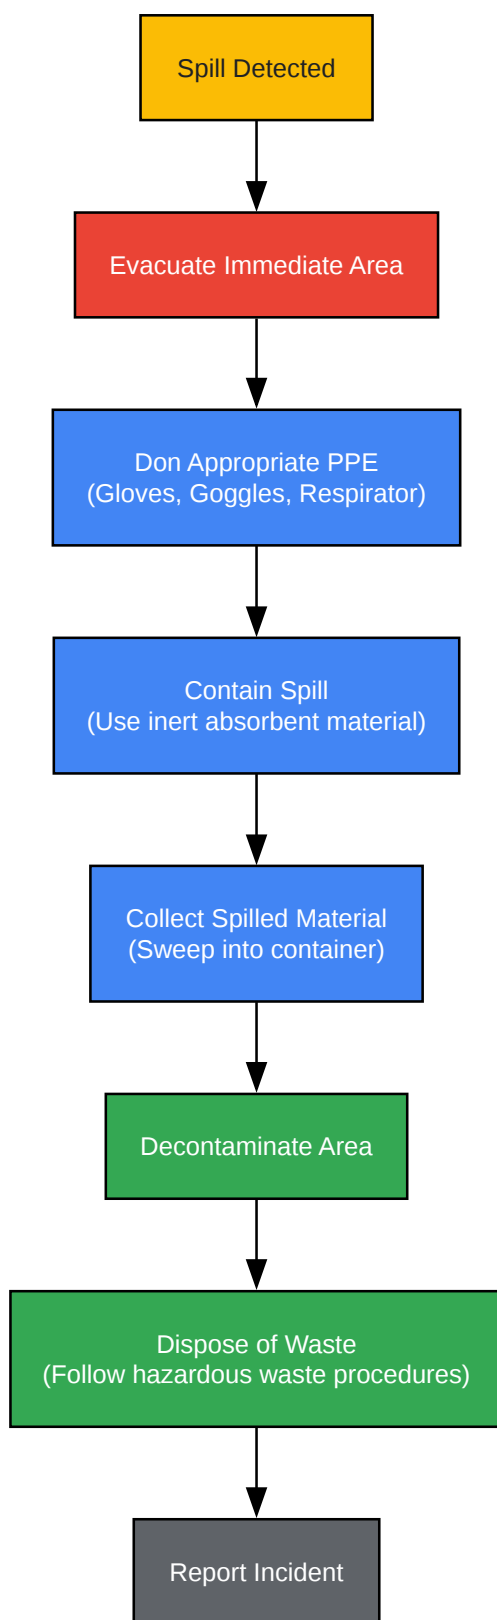 Spill Detected
Evacuate Immediate Area
Don Appropriate PPE
(Gloves, Goggles, Respirator)
Contain Spill
(Use inert absorbent material)
Collect Spilled Material
(Sweep into container)
Decontaminate Area
Dispose of Waste
(Follow hazardous waste procedures)
Report Incident